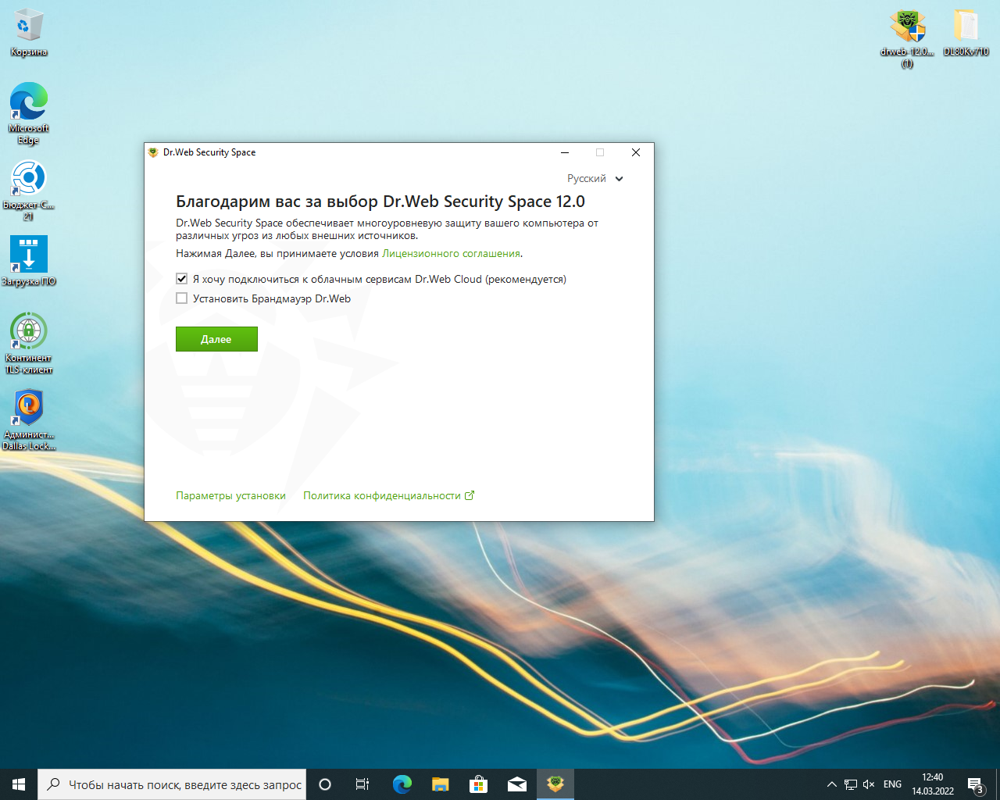 Корзина
Microsoft
Edge
Бюджет-С...
21
Загрузка ПО
Континент
TLS-клиент
Админист...
Dallas Lock...
drweb-12.0...
(1)
DL80Kv710
Dr.Web Security Space
Русский
Благодарим вас за выбор Dr.Web Security Space 12.0
Dr.Web Security Space обеспечивает многоуровневую защиту вашего компьютера от
различных угроз из любых внешних источников.
Нажимая Далее, вы принимаете условия Лицензионного соглашения.
Я хочу подключиться к облачным сервисам Dr.Web Cloud (рекомендуется)
Установить Брандмауэр Dr.Web
Далее
Параметры установки Политика конфиденциальности
Чтобы начать поиск, введите здесь запрос
ENG
12:40
14.03.2022
3